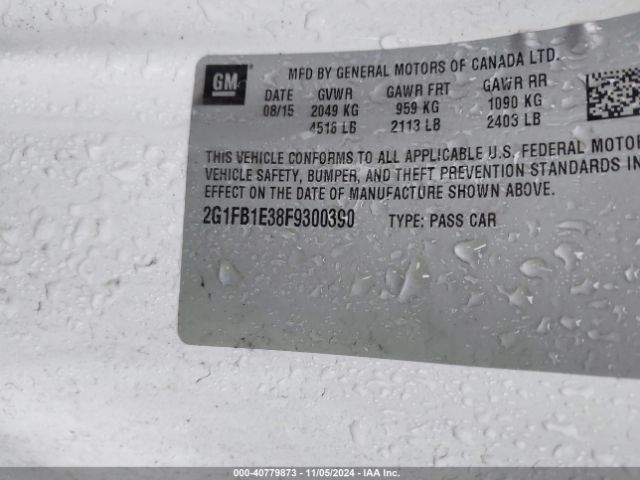 GM
MFD BY GENERAL MOTORS OF CANADA LTD.
DATE GVWR GAWR FRT GAWR RR
08/15 2049 KG 959 KG 1090 KG
4516 LB 2113 LB 2403 LB
THIS VEHICLE CONFORMS TO ALL APPLICABLE U.S. FEDERAL MOTOR
VEHICLE SAFETY, BUMPER, AND THEFT PREVENTION STANDARDS IN
EFFECT ON THE DATE OF MANUFACTURE SHOWN ABOVE.
2G1FB1E38F9300390 TYPE: PASS CAR
000-40779873 - 11/05/2024 - IAA Inc.